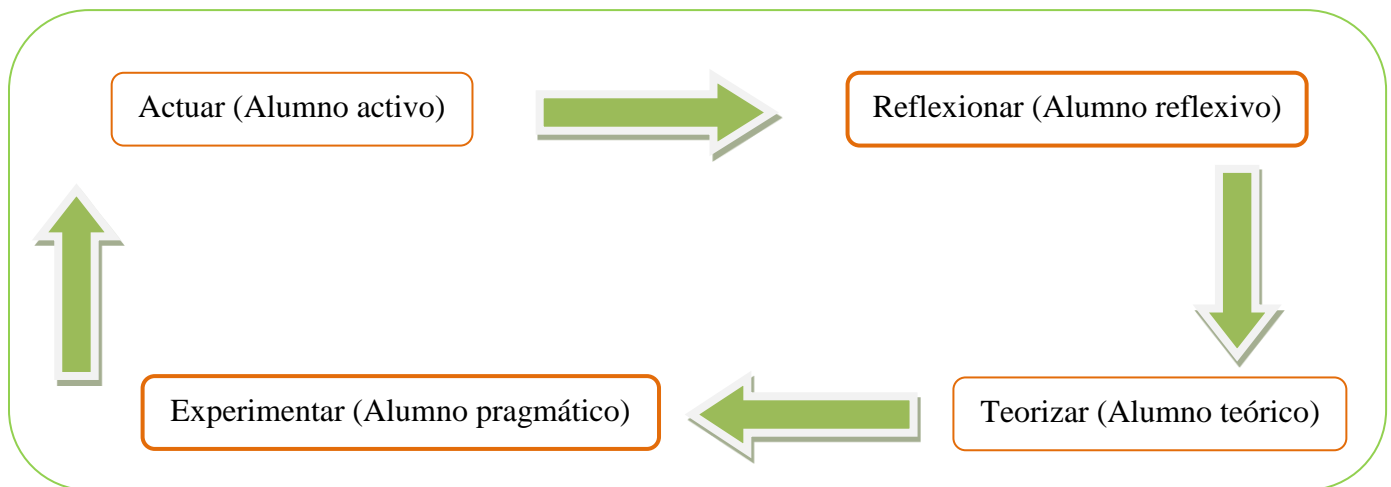 Actuar (Alumno activo)
Reflexionar (Alumno reflexivo)
Experimentar (Alumno pragmático)
Teorizar (Alumno teórico)